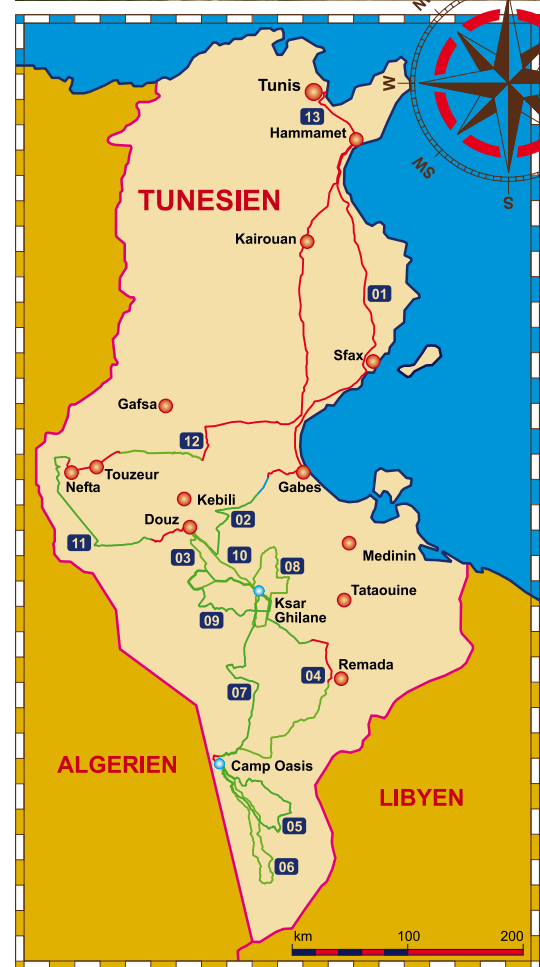 N
W
SW
S
Tunis
13
Hammamet
TUNESIEN
Kairouan
01
Sfax
Gafsa
12
Touzeur
Nefta
Gabes
Kebili
02
Douz
11
03
10
08
Medinin
Ksar
Ghilane
Tataouine
09
04
Remada
07
ALGERIEN
Camp Oasis
LIBYEN
05
06
km
100
200